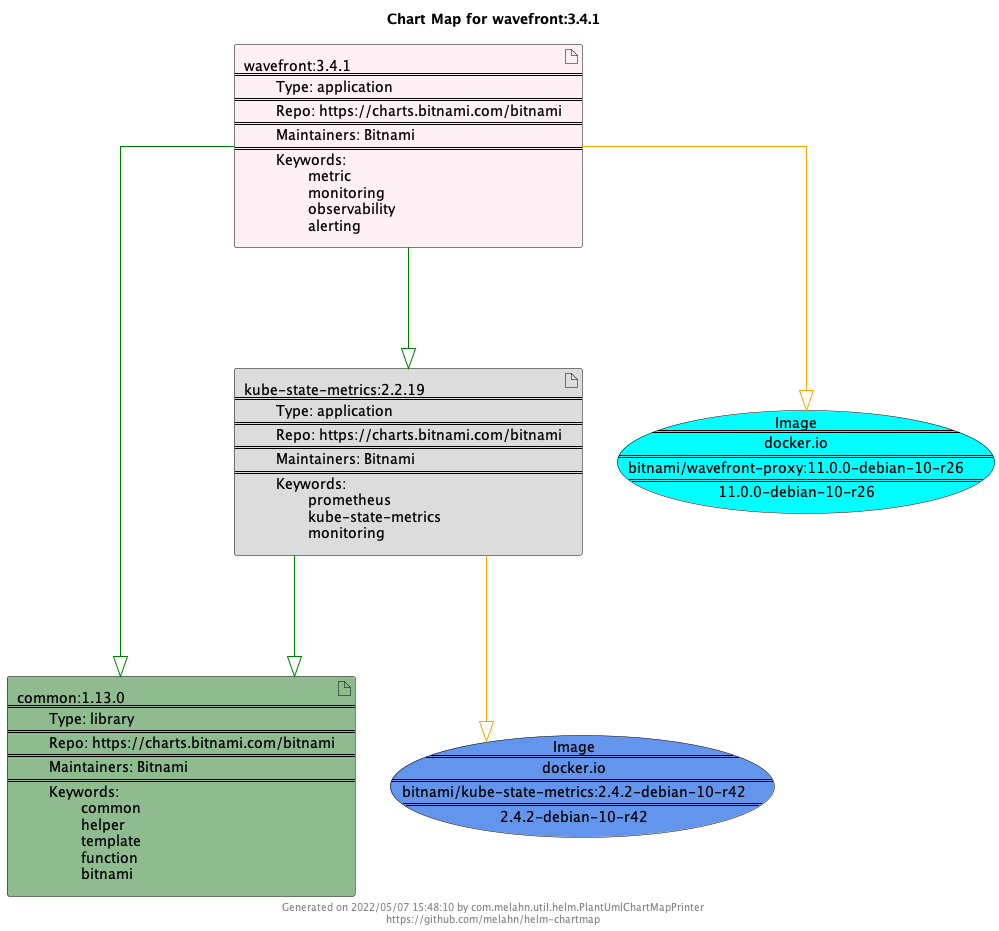 Chart Map for wavefront:3.4.1
wavefront:3.4.1
Type: application
Repo: https://charts.bitnami.com/bitnami
Maintainers: Bitnami
Keywords:
metric
monitoring
observability
alerting
kube-state-metrics:2.2.19
Type: application
Repo: https://charts.bitnami.com/bitnami
Maintainers: Bitnami
Keywords:
prometheus
kube-state-metrics
monitoring
Image
docker.io
bitnami/wavefront-proxy:11.0.0-debian-10-r26
11.0.0-debian-10-r26
common:1.13.0
Type: library
Repo: https://charts.bitnami.com/bitnami
Maintainers: Bitnami
Keywords:
common
helper
template
function
bitnami
Image
docker.io
bitnami/kube-state-metrics:2.4.2-debian-10-r42
2.4.2-debian-10-r42
Generated on 2022/05/07 15:48:10 by com.melahn.util.helm.PlantUmlChartMapPrinter
https://github.com/melahn/helm-chartmap